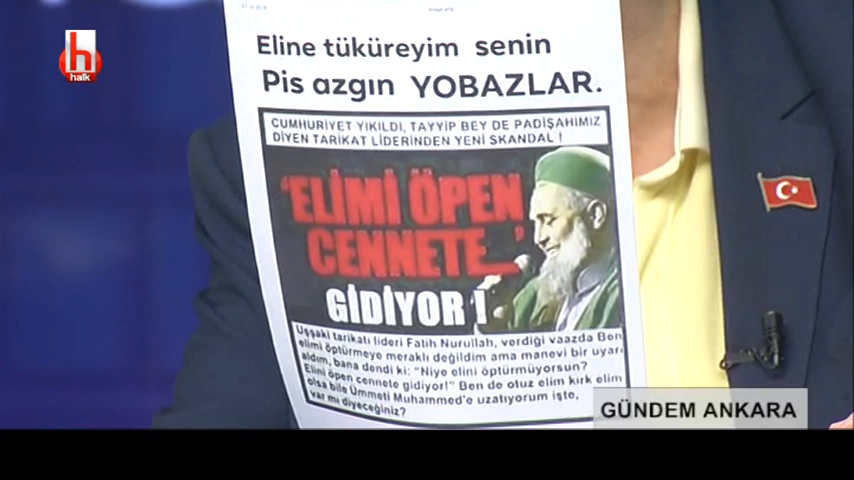 halk
Eline tüküreyim senin
Pis azgın YOBAZLAR.
CUMHURİYET YIKILDI, TAYYİP BEY DE PADİŞAHIMIZ
DİYEN TARİKAT LİDERİNDEN YENİ SKANDAL !
'ELİMİ ÖPEN
CENNETE...'
GİDİYOR !
Uşşaki tarikatı lideri Fatih Nurullah, verdiği vaazda Ben
elimi öptürmeye meraklı değildim ama manevi bir uyarı
aldım, bana dendi ki: "Niye elini öptürmüyorsun?
Elini öpen cennete gidiyor!" Ben de otuz elim kırk elim
olsa bile Ümmeti Muhammed'e uzatıyorum işte,
var mı diyeceğiniz?
GÜNDEM ANKARA